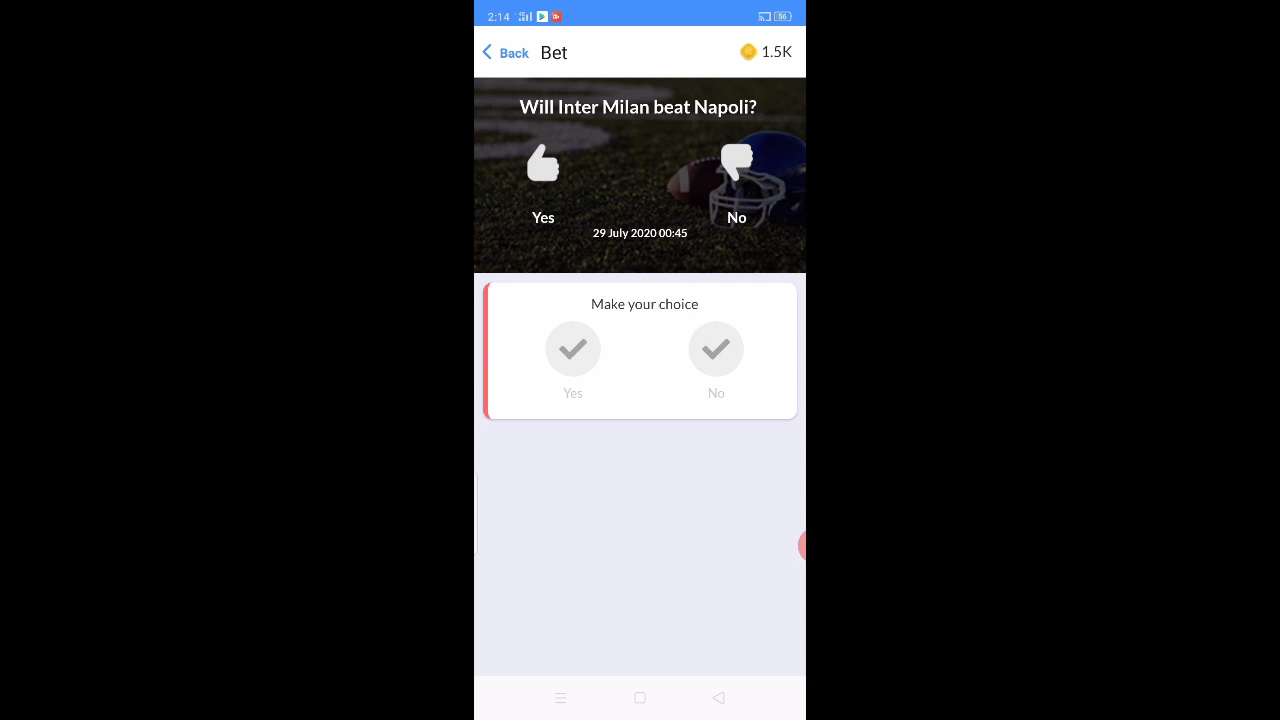 2:14
56
Back Bet 1.5K
Will Inter Milan beat Napoli?
Yes No
29 July 2020 00:45
Make your choice
Yes No